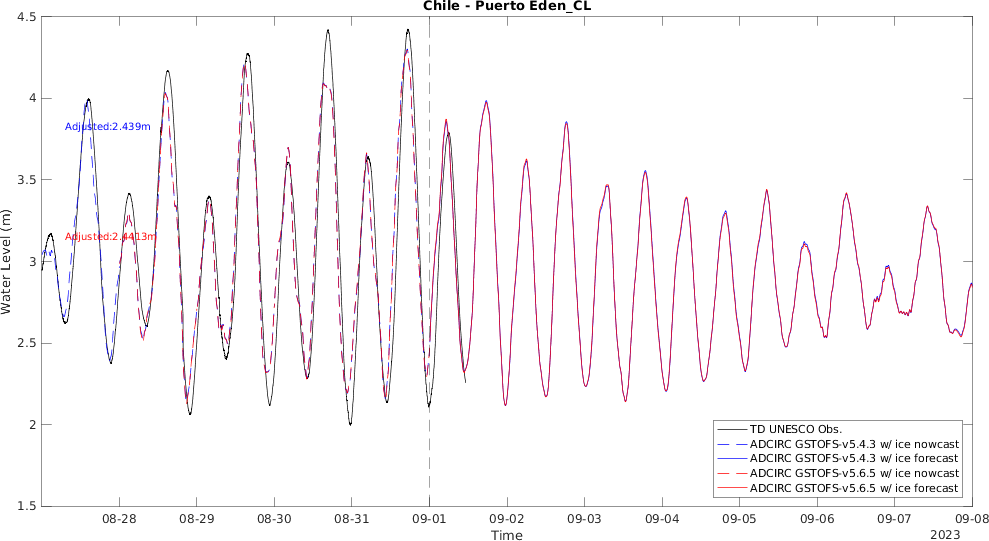 Chile - Puerto Eden_CL
4.5
4
3.5
3
2.5
2
1.5
Water Level (m)
Adjusted:2.439m
Adjusted:2.4413m
TD UNESCO Obs.
ADCIRC GSTOFS-v5.4.3 w/ ice nowcast
ADCIRC GSTOFS-v5.4.3 w/ ice forecast
ADCIRC GSTOFS-v5.6.5 w/ ice nowcast
ADCIRC GSTOFS-v5.6.5 w/ ice forecast
08-28 08-29 08-30 08-31 09-01 09-02 09-03 09-04 09-05 09-06 09-07 09-08
Time
2023